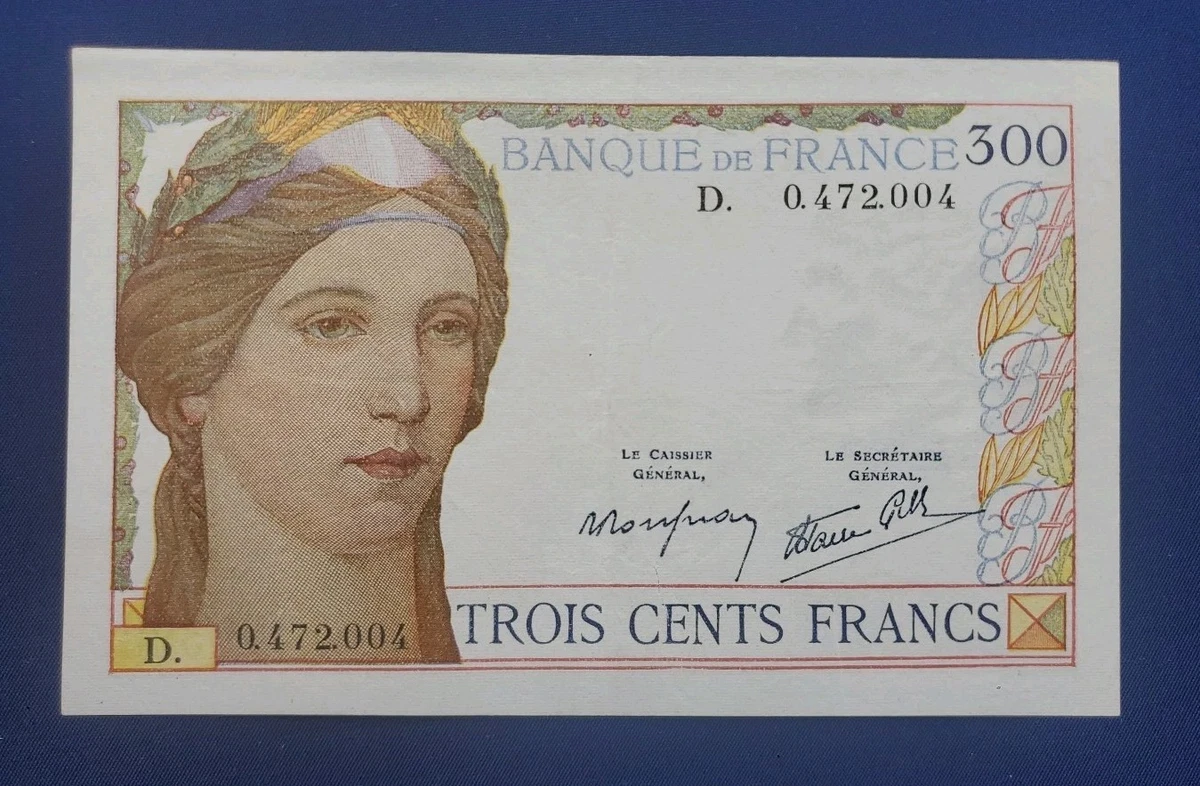 BANQUE DE FRANCE 300
D. 0.472.004
LE CAISSIER GÉNÉRAL,
LE SECRÉTAIRE GÉNÉRAL,
TROIS CENTS FRANCS
D. 0.472.004